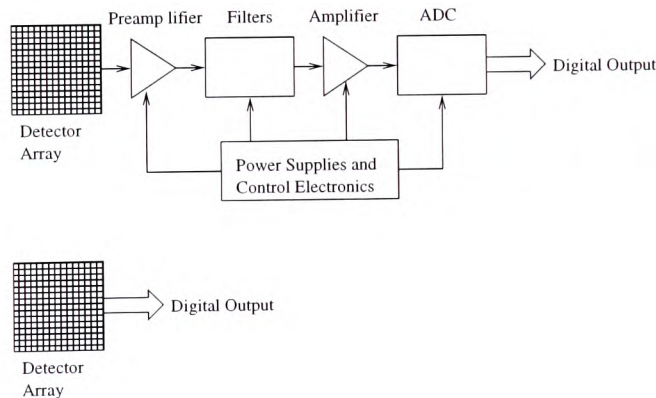 Preamp lifier
Filters
Amplifier
ADC
Digital Output
Detector
Array
Power Supplies and
Control Electronics
Digital Output
Detector
Array